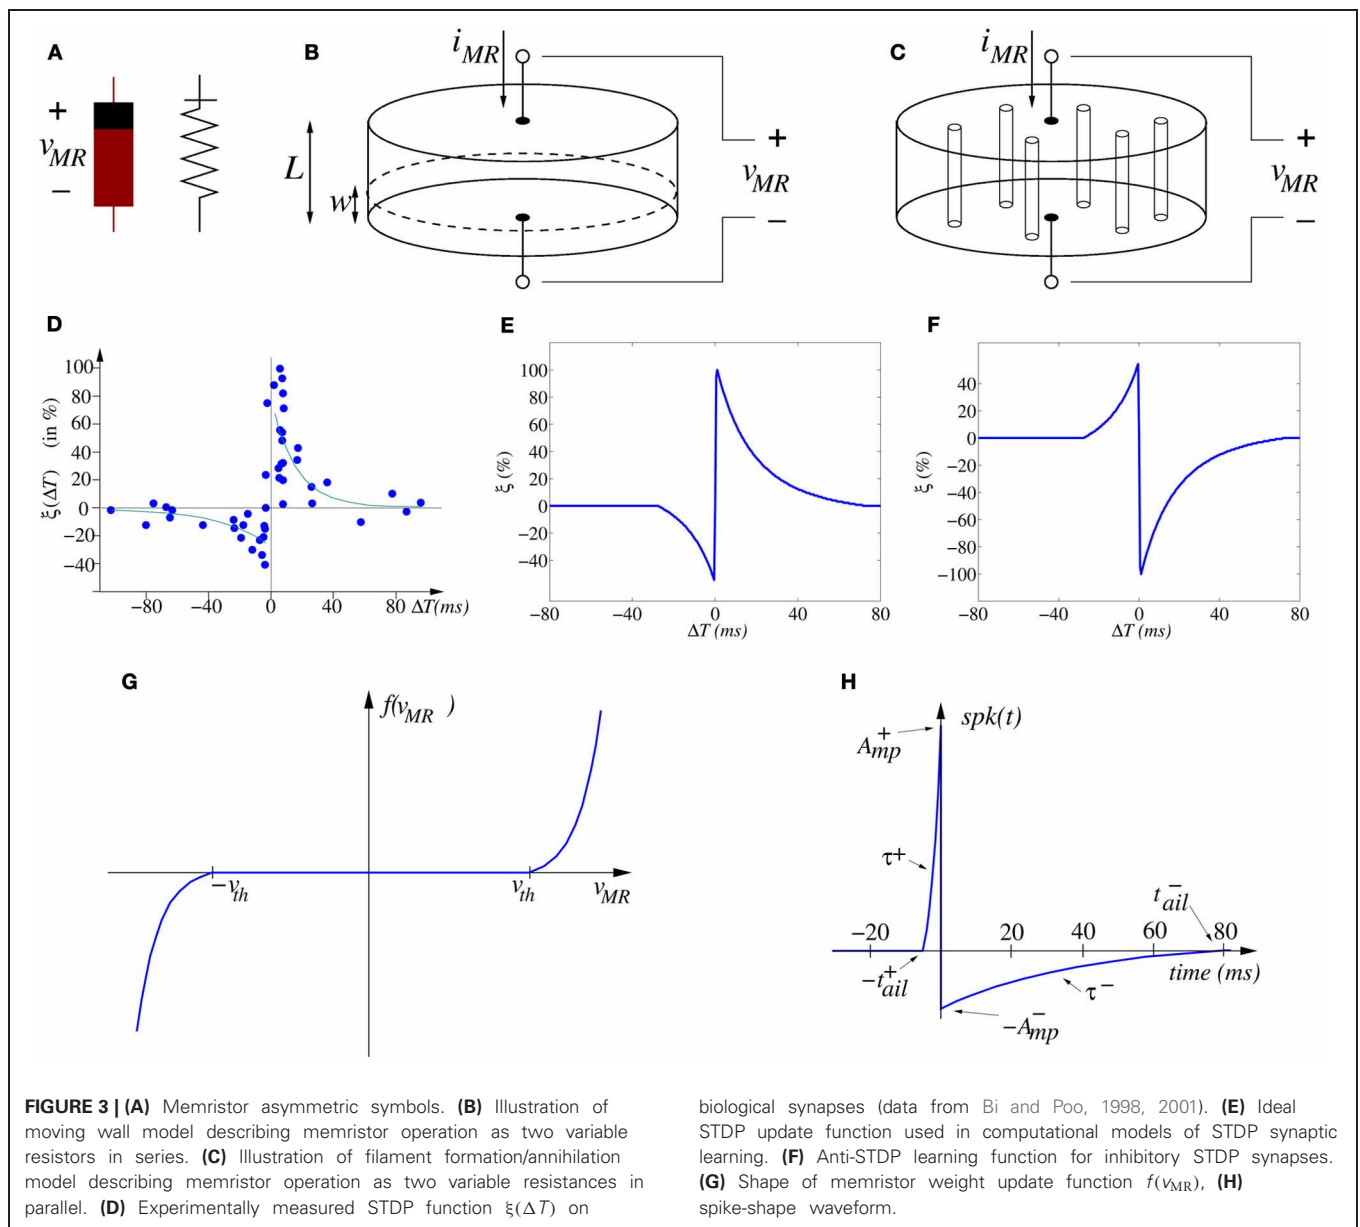 A
B
C
+
v_MR
−
i_MR
L
w
+
v_MR
−
i_MR
+
v_MR
−
D
E
F
ξ(ΔT) (in %)
100
80
60
40
20
0
−20
−40
−80
−40
0
40
80
ΔT(ms)
ξ (%)
100
80
60
40
20
0
−20
−40
−80
−40
0
40
80
ΔT (ms)
ξ (%)
40
20
0
−20
−40
−60
−80
−100
−80
−40
0
40
80
ΔT (ms)
G
f(v_MR )
−v_th
v_th
v_MR
H
spk(t)
A_mp^+
τ+
t_ail^−
−20
20
40
60
80
−t_ail^+
time (ms)
τ−
−A_mp^−
FIGURE 3 | (A) Memristor asymmetric symbols. (B) Illustration of
moving wall model describing memristor operation as two variable
resistors in series. (C) Illustration of filament formation/annihilation
model describing memristor operation as two variable resistances in
parallel. (D) Experimentally measured STDP function ξ(ΔT) on
biological synapses (data from Bi and Poo, 1998, 2001). (E) Ideal
STDP update function used in computational models of STDP synaptic
learning. (F) Anti-STDP learning function for inhibitory STDP synapses.
(G) Shape of memristor weight update function f(v_MR), (H)
spike-shape waveform.